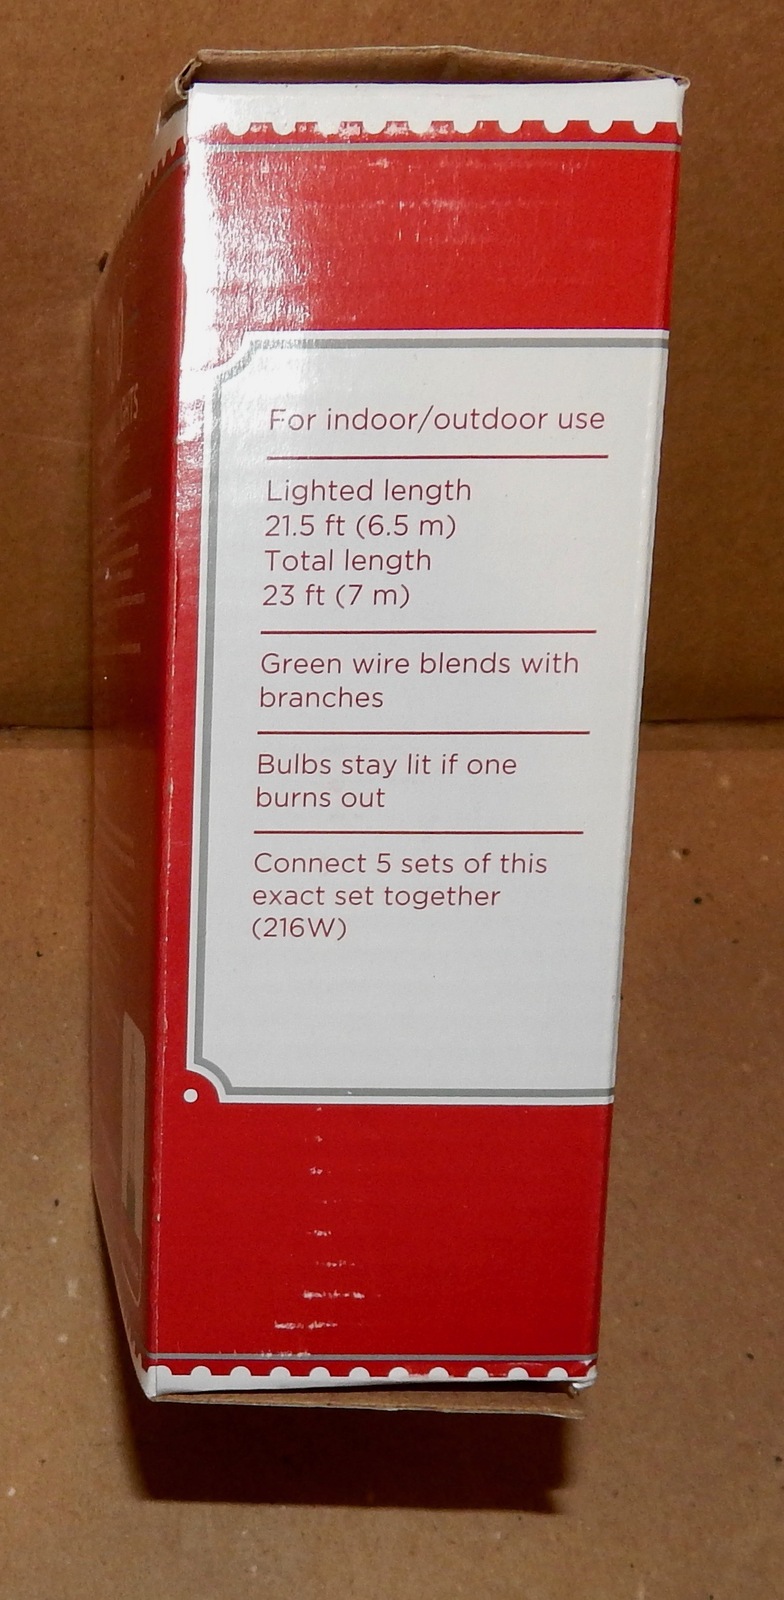 For indoor/outdoor use
Lighted length
21.5 ft (6.5 m)
Total length
23 ft (7 m)
Green wire blends with
branches
Bulbs stay lit if one
burns out
Connect 5 sets of this
exact set together
(216W)